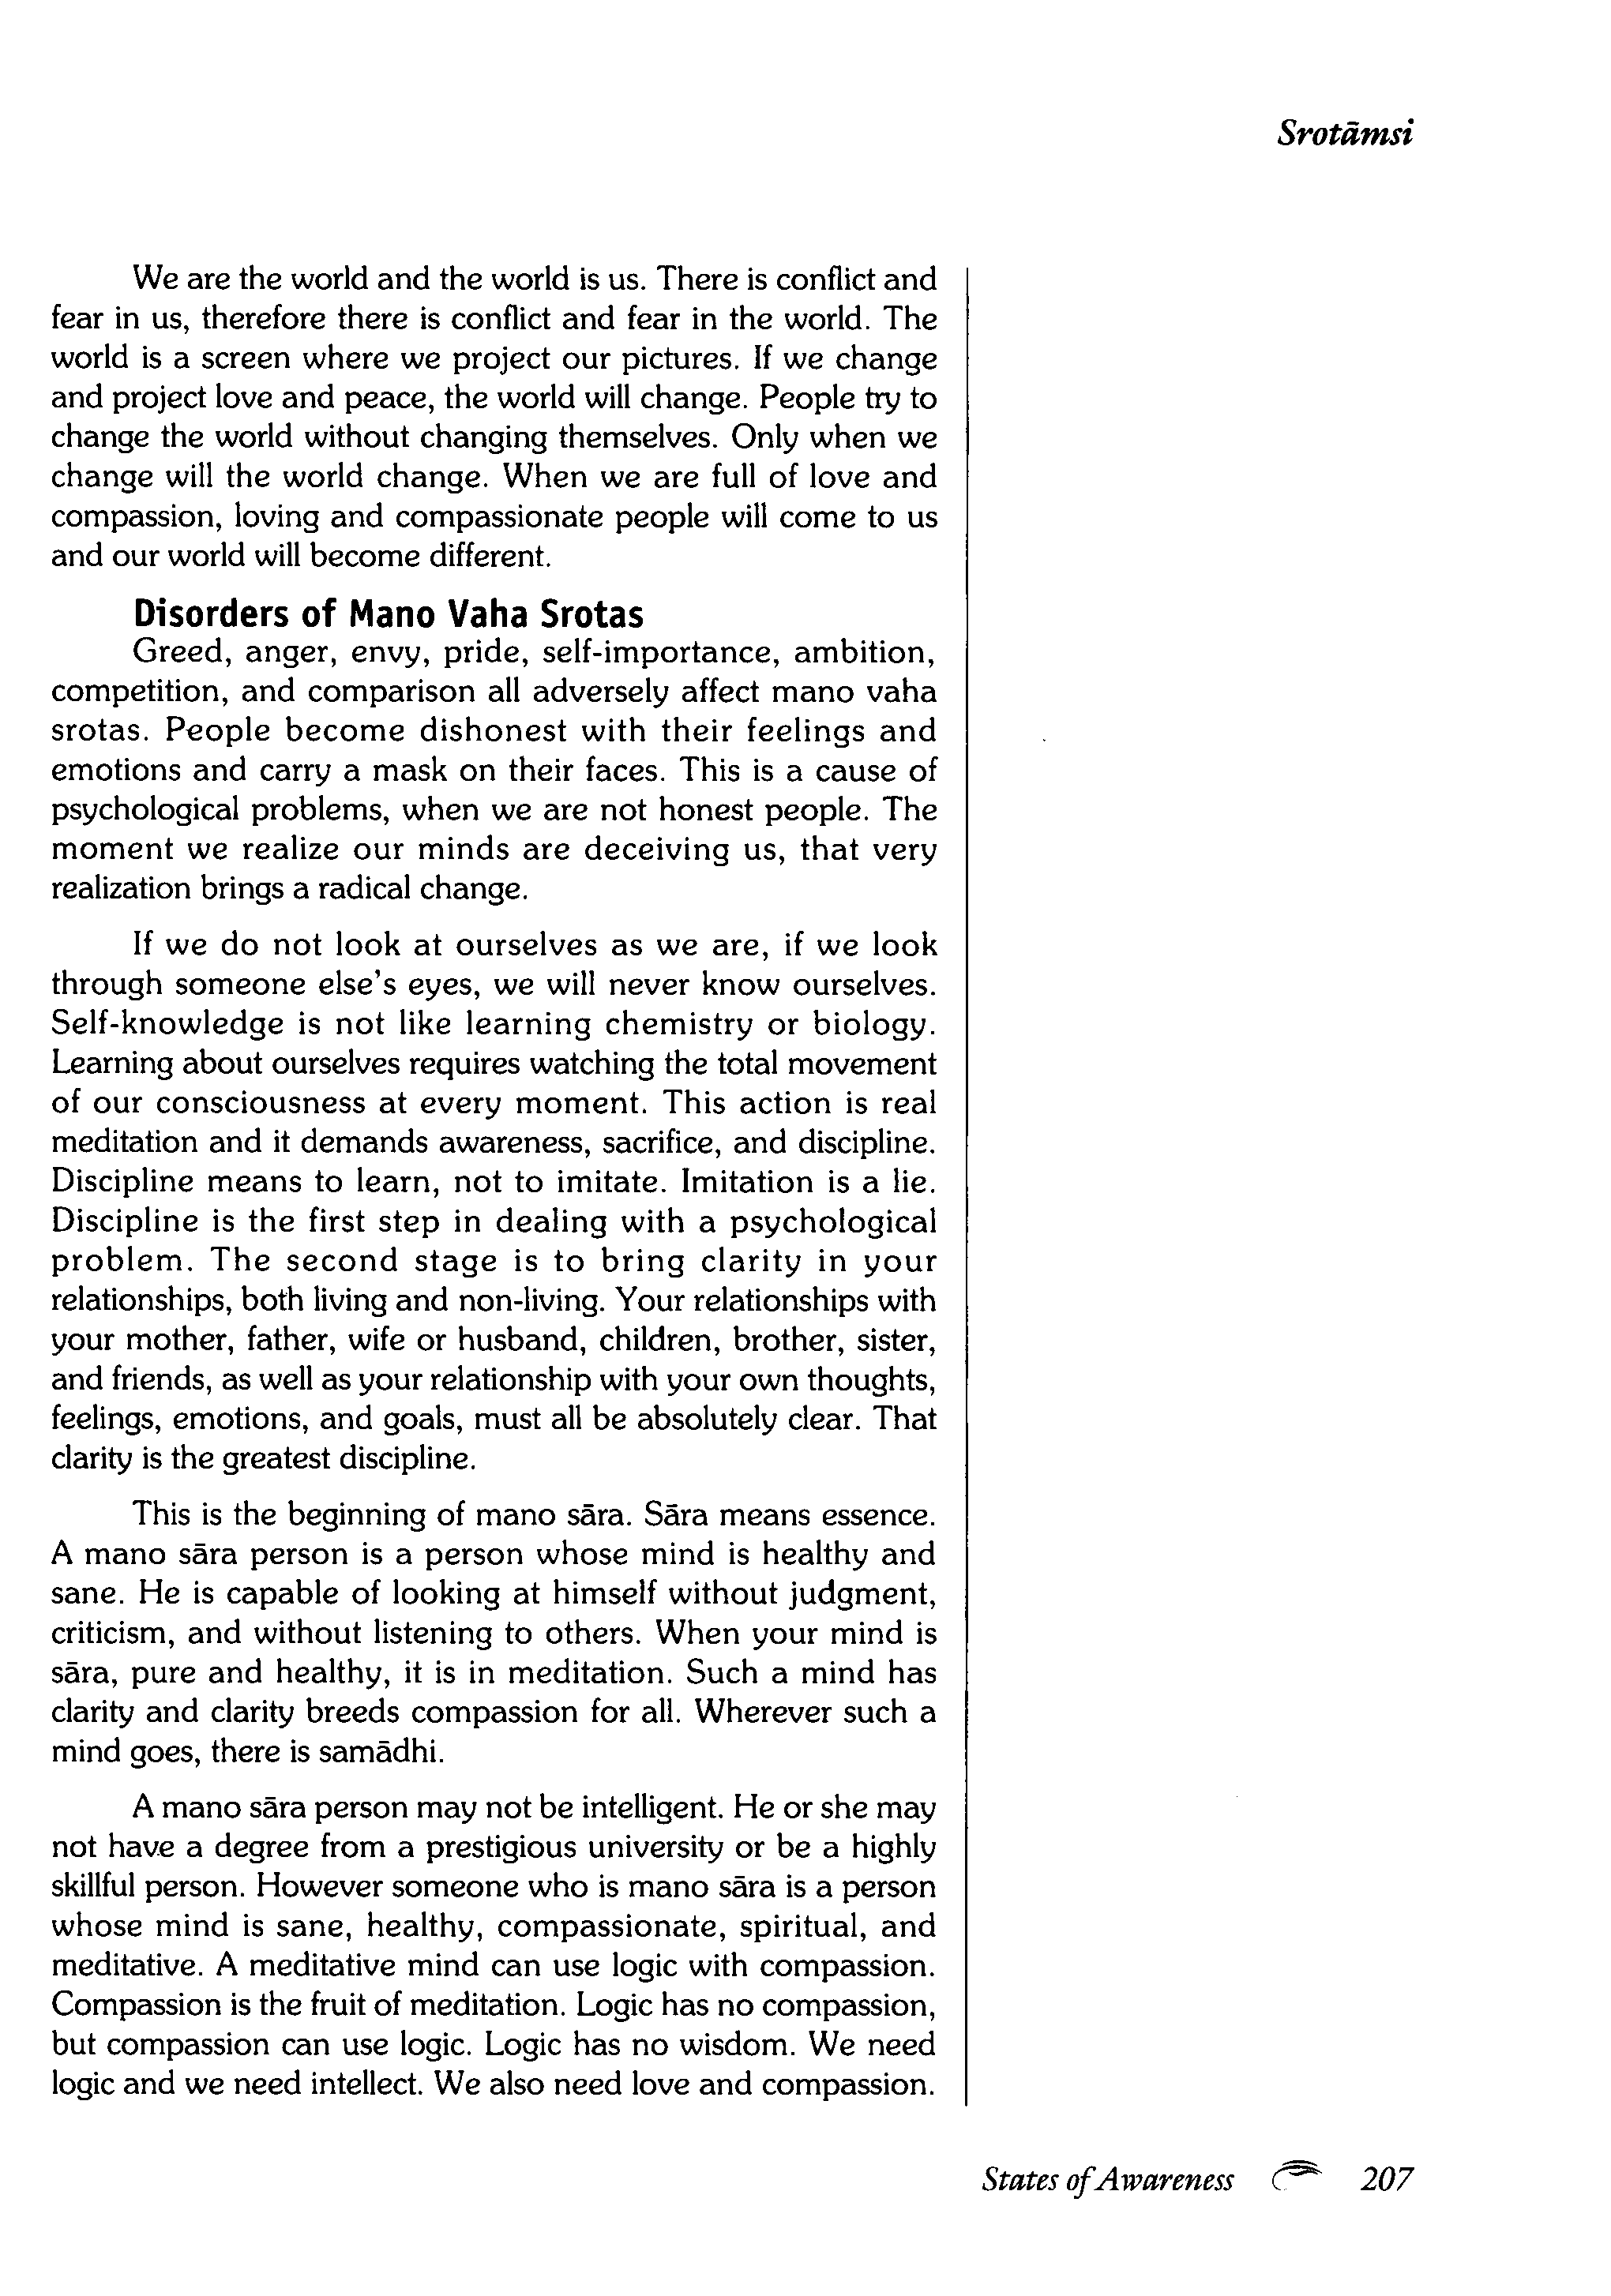 Srotāmsi
We are the world and the world is us. There is conflict and
fear in us, therefore there is conflict and fear in the world. The
world is a screen where we project our pictures. If we change
and project love and peace, the world will change. People try to
change the world without changing themselves. Only when we
change will the world change. When we are full of love and
compassion, loving and compassionate people will come to us
and our world will become different.
Disorders of Mano Vaha Srotas
Greed, anger, envy, pride, self-importance, ambition,
competition, and comparison all adversely affect mano vaha
srotas. People become dishonest with their feelings and
emotions and carry a mask on their faces. This is a cause of
psychological problems, when we are not honest people. The
moment we realize our minds are deceiving us, that very
realization brings a radical change.
If we do not look at ourselves as we are, if we look
through someone else's eyes, we will never know ourselves.
Self-knowledge is not like learning chemistry or biology.
Learning about ourselves requires watching the total movement
of our consciousness at every moment. This action is real
meditation and it demands awareness, sacrifice, and discipline.
Discipline means to learn, not to imitate. Imitation is a lie.
Discipline is the first step in dealing with a psychological
problem. The second stage is to bring clarity in your
relationships, both living and non-living. Your relationships with
your mother, father, wife or husband, children, brother, sister,
and friends, as well as your relationship with your own thoughts,
feelings, emotions, and goals, must all be absolutely clear. That
clarity is the greatest discipline.
This is the beginning of mano sāra. Sāra means essence.
A mano sāra person is a person whose mind is healthy and
sane. He is capable of looking at himself without judgment,
criticism, and without listening to others. When your mind is
sāra, pure and healthy, it is in meditation. Such a mind has
clarity and clarity breeds compassion for all. Wherever such a
mind goes, there is samādhi.
A mano sāra person may not be intelligent. He or she may
not have a degree from a prestigious university or be a highly
skillful person. However someone who is mano sāra is a person
whose mind is sane, healthy, compassionate, spiritual, and
meditative. A meditative mind can use logic with compassion.
Compassion is the fruit of meditation. Logic has no compassion,
but compassion can use logic. Logic has no wisdom. We need
logic and we need intellect. We also need love and compassion.
States of Awareness 207